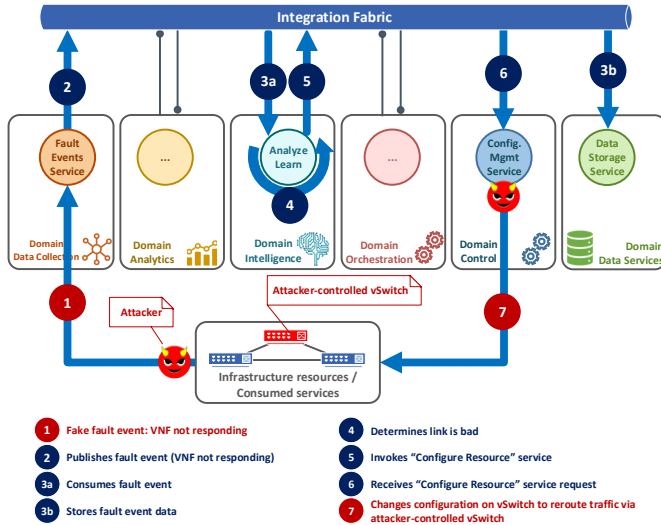 Integration Fabric
2
3a
5
6
3b
Fault
Events
Service
...
Analyze
Learn
...
Config.
Mgmt
Service
Data
Storage
Service
4
Domain
Data Collection
Domain
Analytics
Domain
Intelligence
Domain
Orchestration
Domain
Control
Domain
Data Services
1
Attacker
Attacker-controlled vSwitch
7
Infrastructure resources /
Consumed services
1 Fake fault event: VNF not responding
2 Publishes fault event (VNF not responding)
3a Consumes fault event
3b Stores fault event data
4 Determines link is bad
5 Invokes “Configure Resource” service
6 Receives “Configure Resource” service request
7 Changes configuration on vSwitch to reroute traffic via
attacker-controlled vSwitch